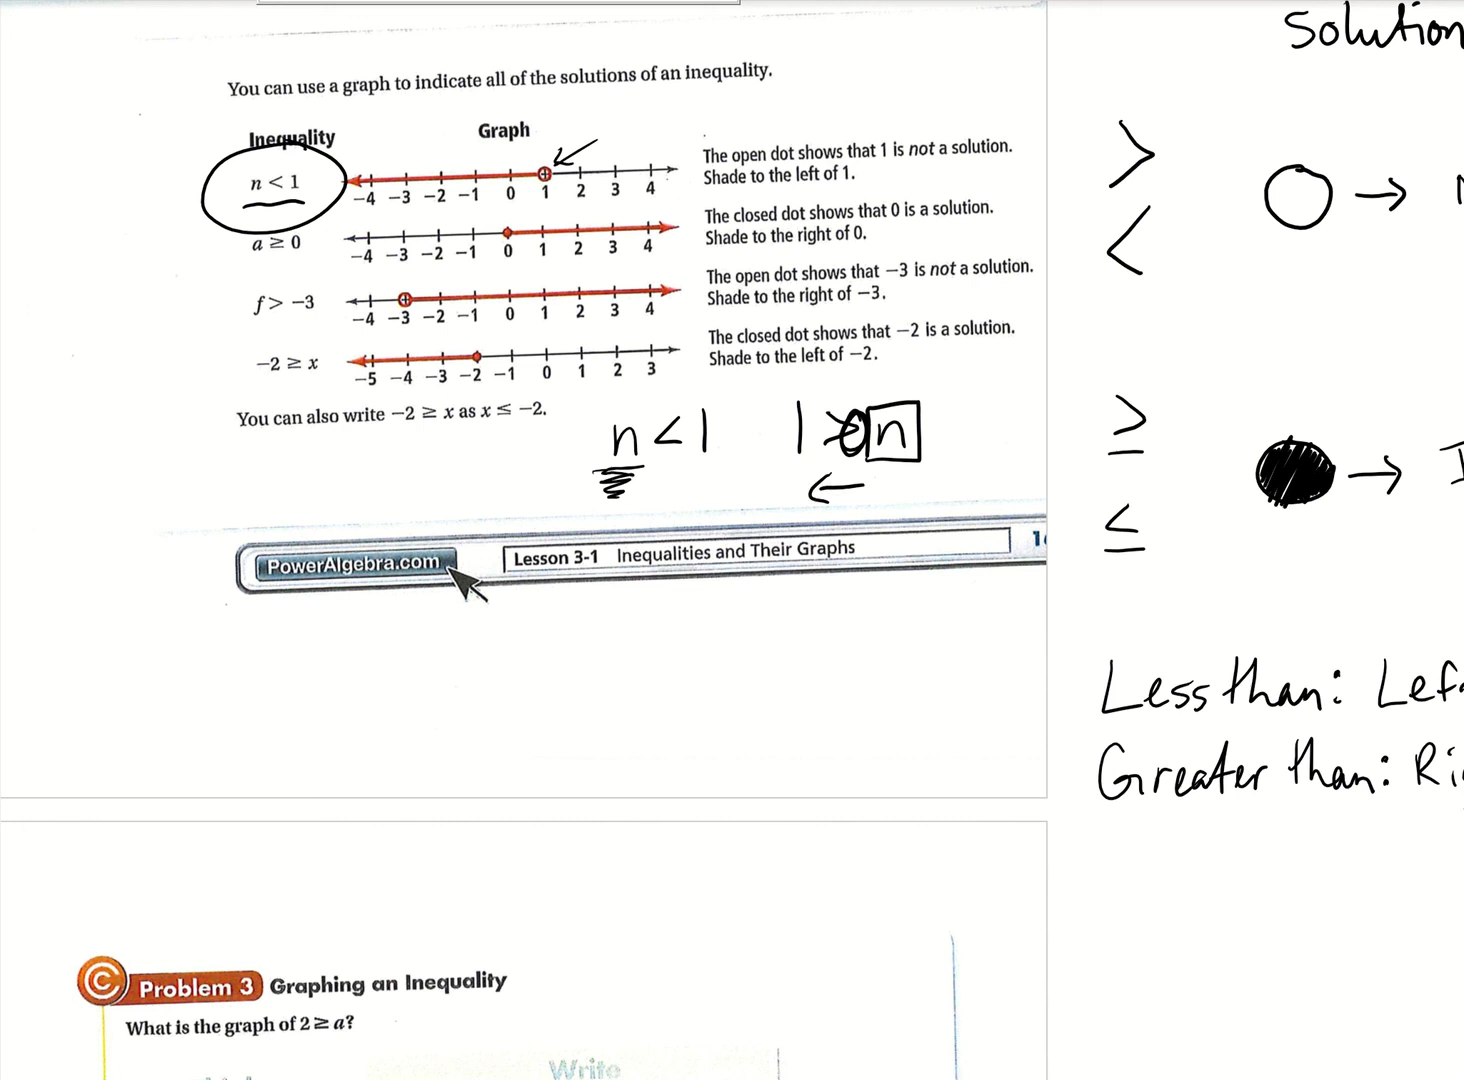 Solution
You can use a graph to indicate all of the solutions of an inequality.
Inequality Graph
n < 1
-4 -3 -2 -1 0 1 2 3 4
The open dot shows that 1 is not a solution.
Shade to the left of 1.
a ≥ 0
-4 -3 -2 -1 0 1 2 3 4
The closed dot shows that 0 is a solution.
Shade to the right of 0.
f > -3
-4 -3 -2 -1 0 1 2 3 4
The open dot shows that -3 is not a solution.
Shade to the right of -3.
-2 ≥ x
-5 -4 -3 -2 -1 0 1 2 3
The closed dot shows that -2 is a solution.
Shade to the left of -2.
You can also write -2 ≥ x as x ≤ -2.
n < 1 1 > n
PowerAlgebra.com
Lesson 3-1 Inequalities and Their Graphs
>
<
≥
≤
Less than: Lef
Greater than: Ri
C Problem 3 Graphing an Inequality
What is the graph of 2 ≥ a?
Write